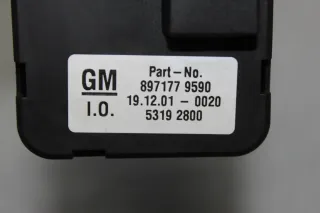 GM
I.O.
Part-No.
897177 9590
19.12.01 - 0020
5319 2800